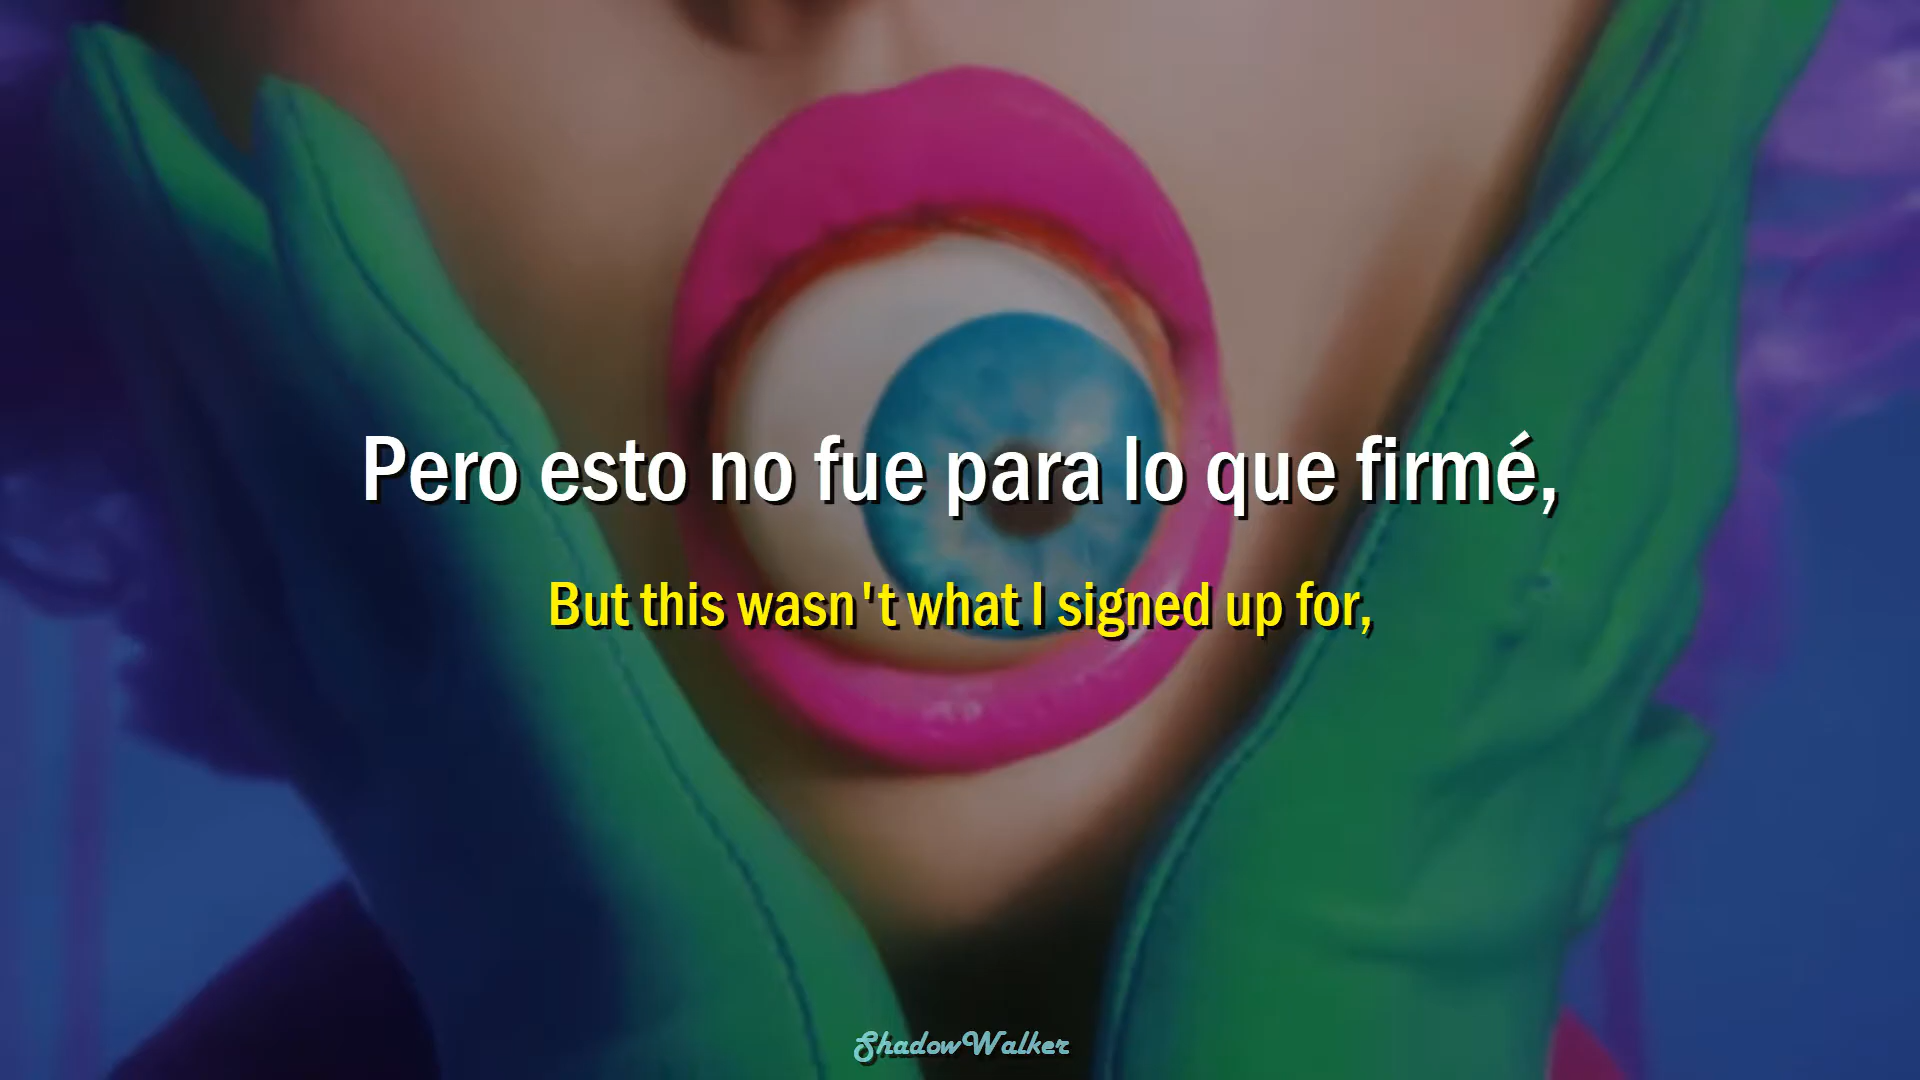 Pero esto no fue para lo que firmé,
But this wasn't what I signed up for,
ShadowWalker